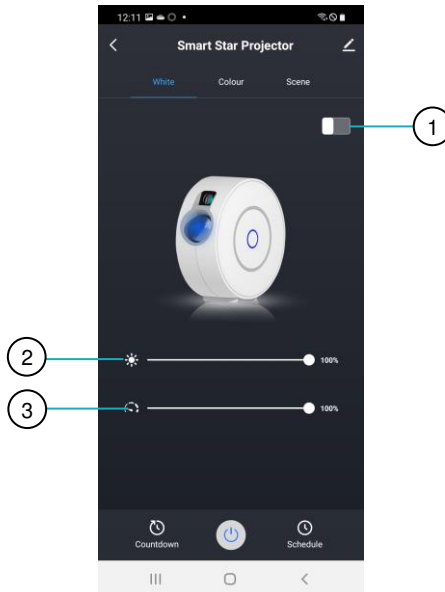 12:11
Smart Star Projector
White Colour Scene
1
2
100%
3
100%
Countdown Schedule